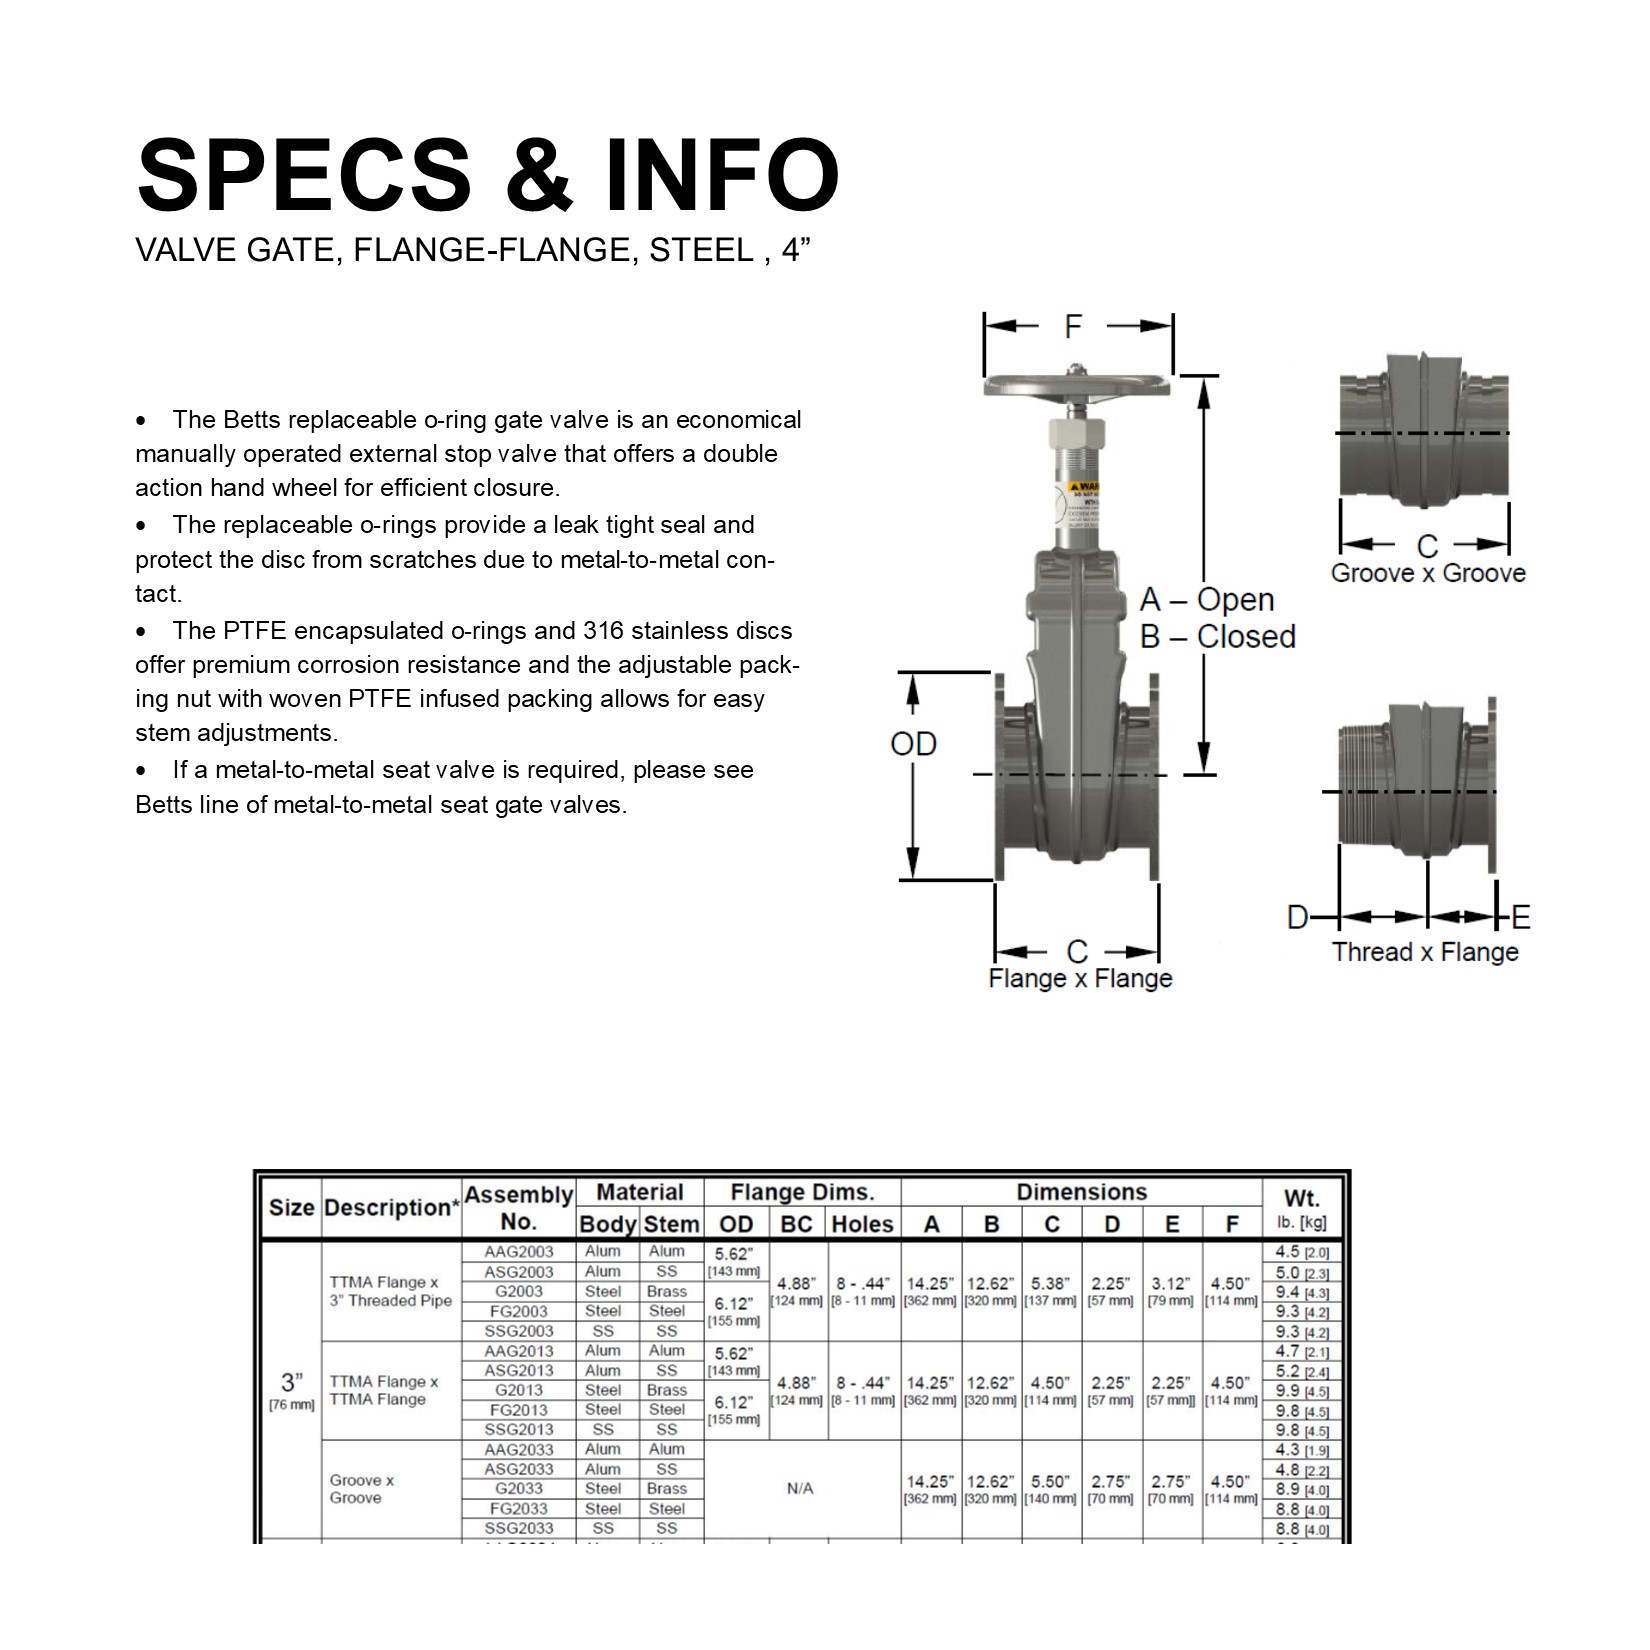 SPECS & INFO
VALVE GATE, FLANGE-FLANGE, STEEL , 4”
• The Betts replaceable o-ring gate valve is an economical
manually operated external stop valve that offers a double
action hand wheel for efficient closure.
• The replaceable o-rings provide a leak tight seal and
protect the disc from scratches due to metal-to-metal con-
tact.
• The PTFE encapsulated o-rings and 316 stainless discs
offer premium corrosion resistance and the adjustable pack-
ing nut with woven PTFE infused packing allows for easy
stem adjustments.
• If a metal-to-metal seat valve is required, please see
Betts line of metal-to-metal seat gate valves.
F
A – Open
B – Closed
OD
C
Flange x Flange
C
Groove x Groove
D E
Thread x Flange
Size Description* Assembly No. Material Flange Dims. Dimensions Wt. lb. [kg]
Body Stem OD BC Holes A B C D E F
3” [76 mm]
TTMA Flange x
3” Threaded Pipe
AAG2003 Alum Alum 4.5 [2.0]
ASG2003 Alum SS 5.0 [2.3]
G2003 Steel Brass 9.4 [4.3]
FG2003 Steel Steel 9.3 [4.2]
SSG2003 SS SS 9.3 [4.2]
5.62” [143 mm]
6.12” [155 mm]
4.88” 8 - .44” 14.25” 12.62” 5.38” 2.25” 3.12” 4.50”
[124 mm] [8 - 11 mm] [362 mm] [320 mm] [137 mm] [57 mm] [79 mm] [114 mm]
TTMA Flange x
TTMA Flange
AAG2013 Alum Alum 4.7 [2.1]
ASG2013 Alum SS 5.2 [2.4]
G2013 Steel Brass 9.9 [4.5]
FG2013 Steel Steel 9.8 [4.5]
SSG2013 SS SS 9.8 [4.5]
5.62” [143 mm]
6.12” [155 mm]
4.88” 8 - .44” 14.25” 12.62” 4.50” 2.25” 2.25” 4.50”
[124 mm] [8 - 11 mm] [362 mm] [320 mm] [114 mm] [57 mm] [57 mm]] [114 mm]
Groove x
Groove
AAG2033 Alum Alum 4.3 [1.9]
ASG2033 Alum SS 4.8 [2.2]
G2033 Steel Brass 8.9 [4.0]
FG2033 Steel Steel 8.8 [4.0]
SSG2033 SS SS 8.8 [4.0]
N/A
14.25” 12.62” 5.50” 2.75” 2.75” 4.50”
[362 mm] [320 mm] [140 mm] [70 mm] [70 mm] [114 mm]